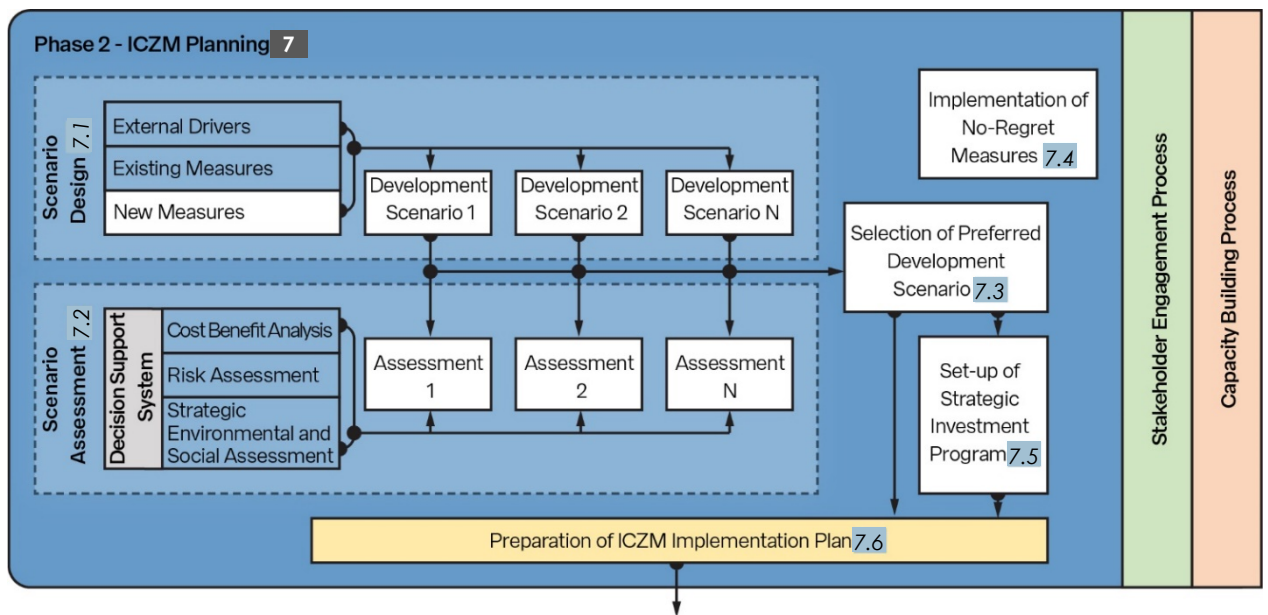 Phase 2 - ICZM Planning 7
Scenario
Design 7.1
External Drivers
Existing Measures
New Measures
Development
Scenario 1
Development
Scenario 2
Development
Scenario N
Implementation of
No-Regret
Measures 7.4
Selection of Preferred
Development
Scenario 7.3
Scenario
Assessment 7.2
Decision Support
System
Cost Benefit Analysis
Risk Assessment
Strategic
Environmental and
Social Assessment
Assessment
1
Assessment
2
Assessment
N
Set-up of
Strategic
Investment
Program 7.5
Preparation of ICZM Implementation Plan 7.6
Stakeholder Engagement Process
Capacity Building Process